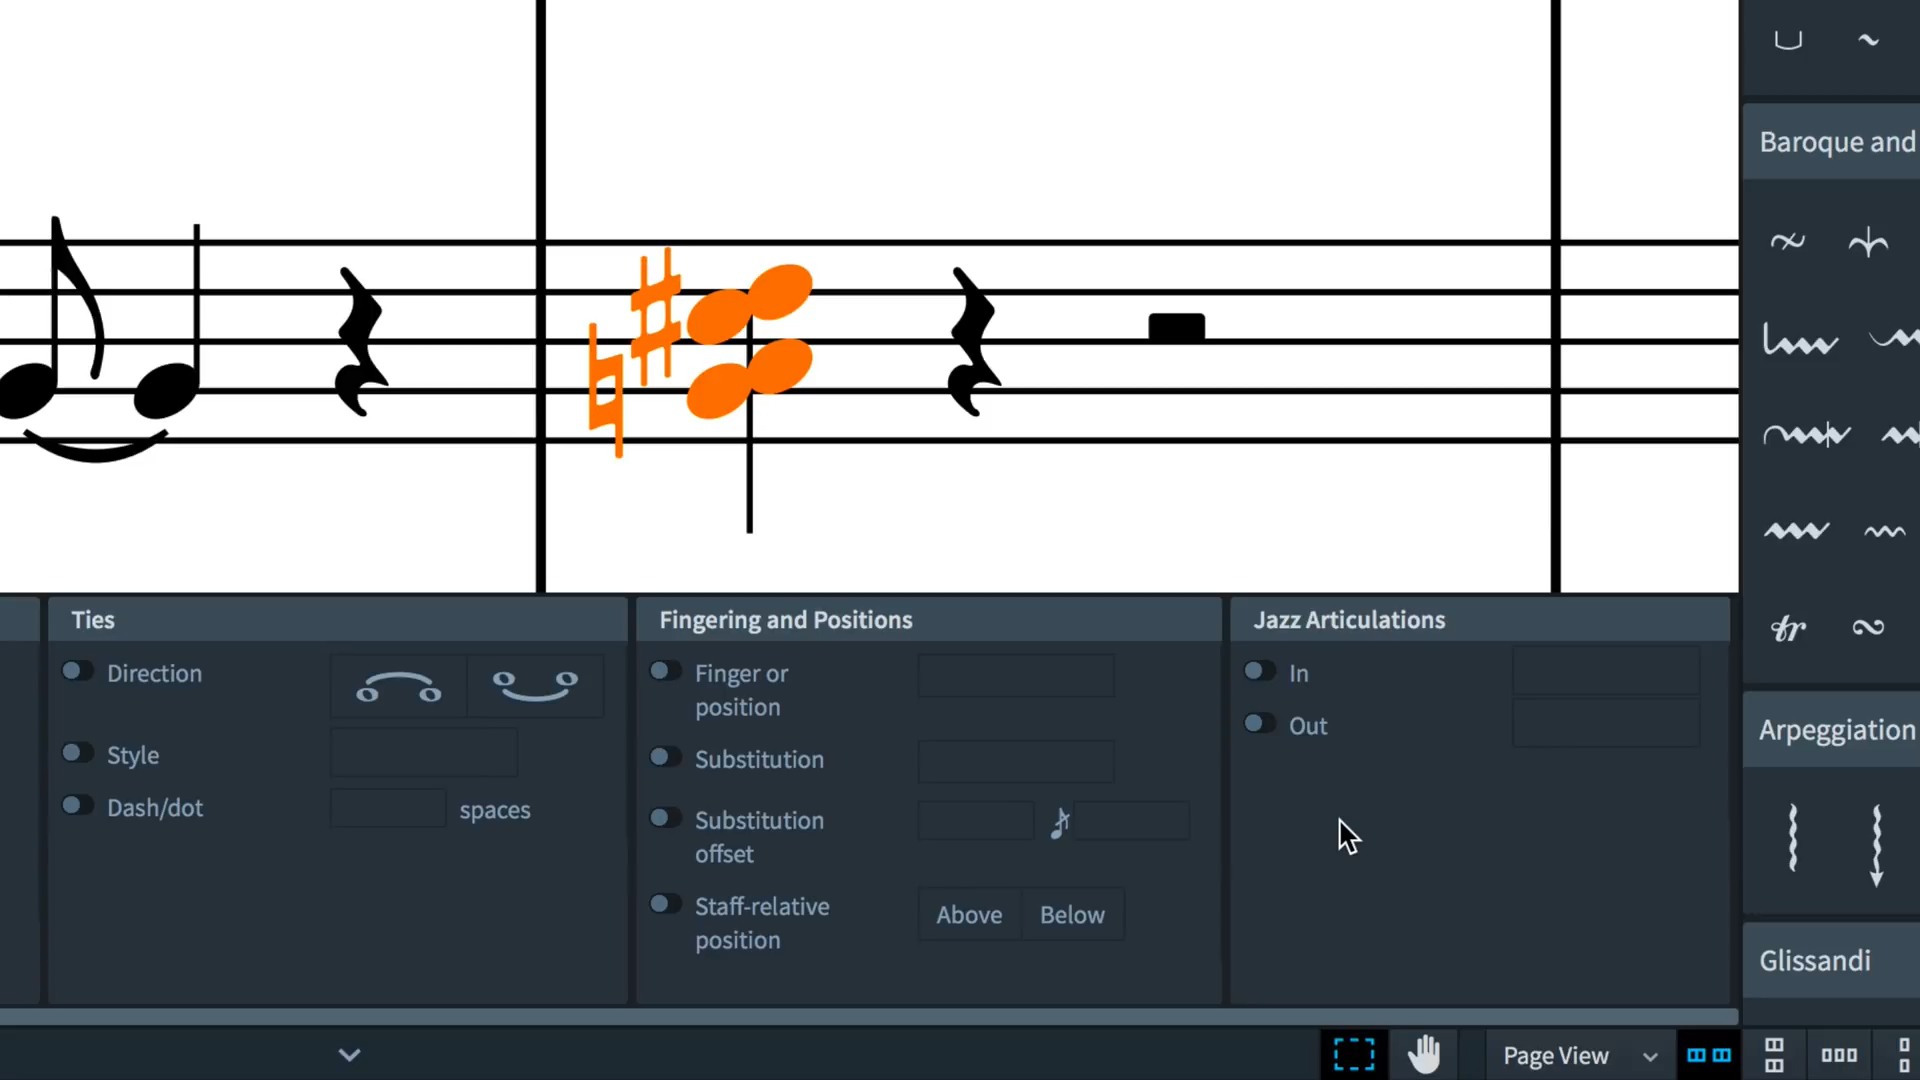 Baroque and
Arpeggiation
Glissandi
Ties
Direction
Style
Dash/dot
spaces
Fingering and Positions
Finger or
position
Substitution
Substitution
offset
Staff-relative
position
Above
Below
Jazz Articulations
In
Out
Page View